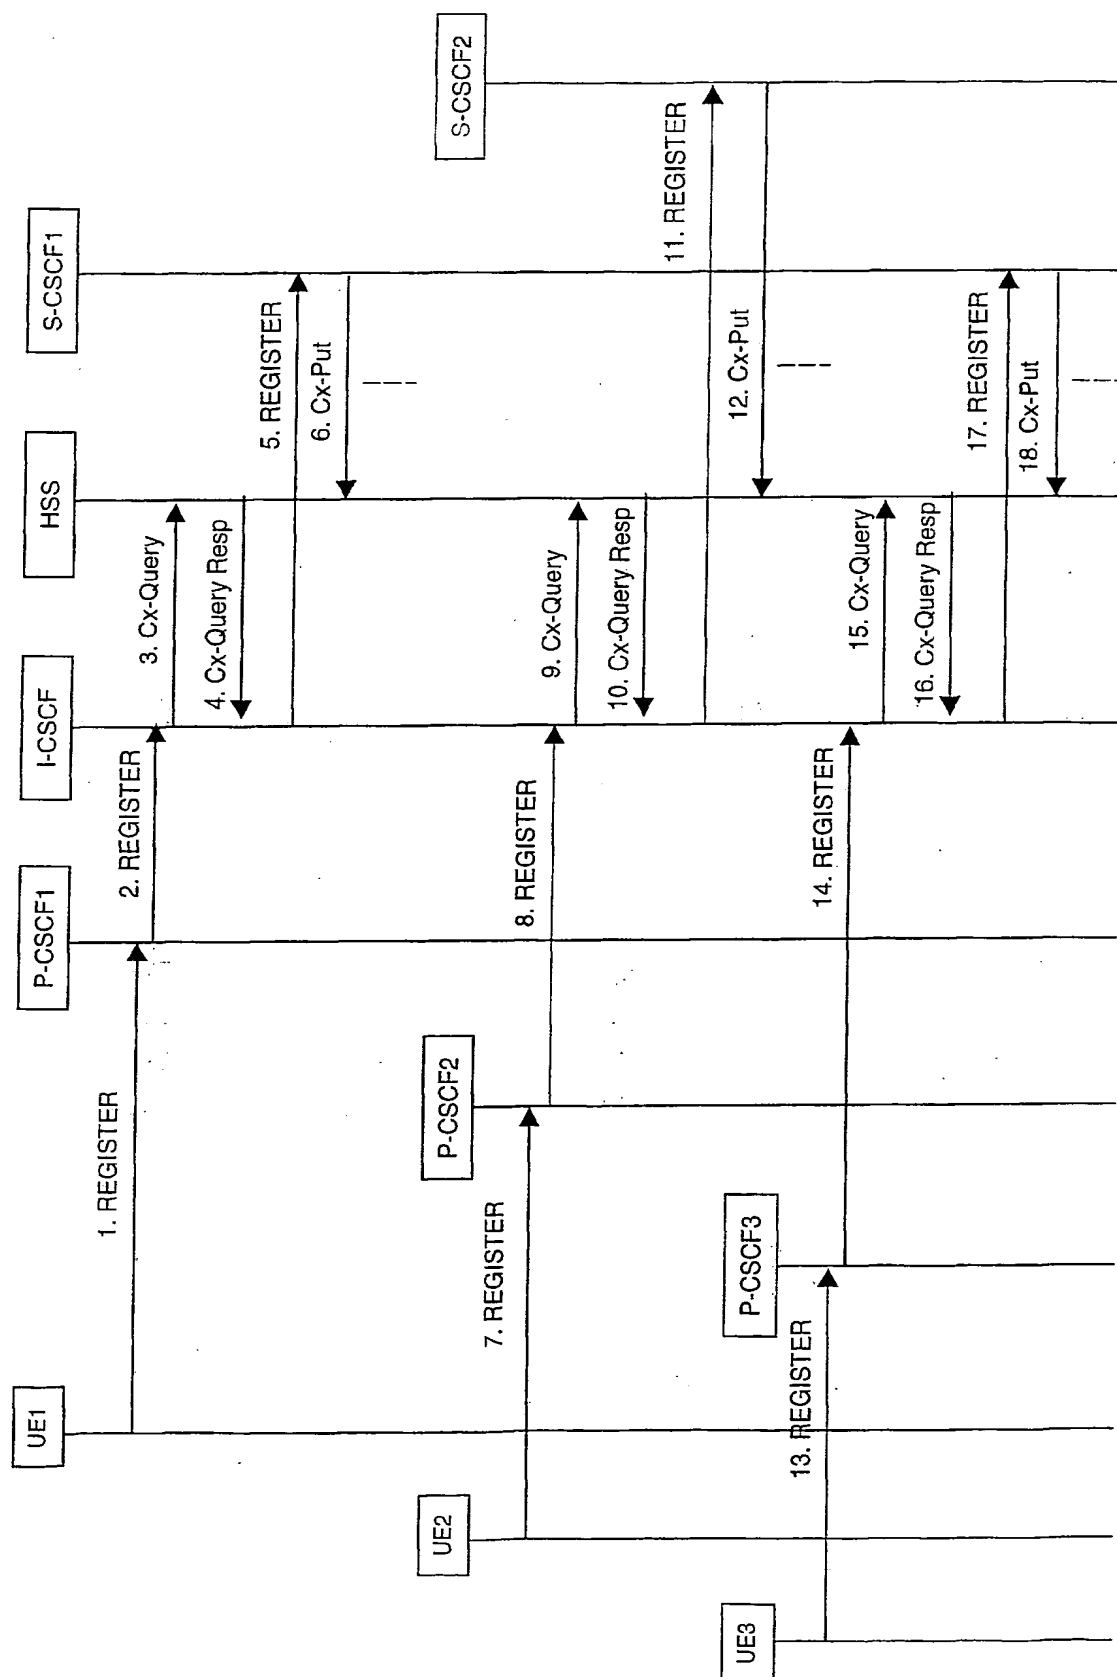 UE3
UE2
UE1
P-CSCF3
P-CSCF2
P-CSCF1
I-CSCF
HSS
S-CSCF1
S-CSCF2
1. REGISTER
2. REGISTER
3. Cx-Query
4. Cx-Query Resp
5. REGISTER
6. Cx-Put
7. REGISTER
8. REGISTER
9. Cx-Query
10. Cx-Query Resp
11. REGISTER
12. Cx-Put
13. REGISTER
14. REGISTER
15. Cx-Query
16. Cx-Query Resp
17. REGISTER
18. Cx-Put